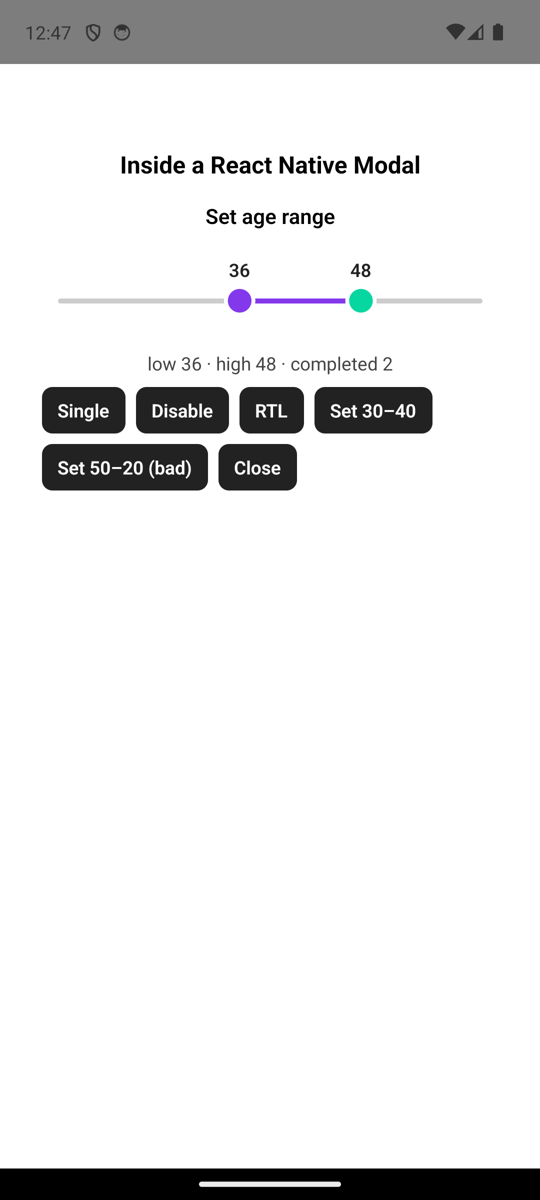 12:47
Inside a React Native Modal
Set age range
36 48
low 36 · high 48 · completed 2
Single Disable RTL Set 30–40
Set 50–20 (bad) Close